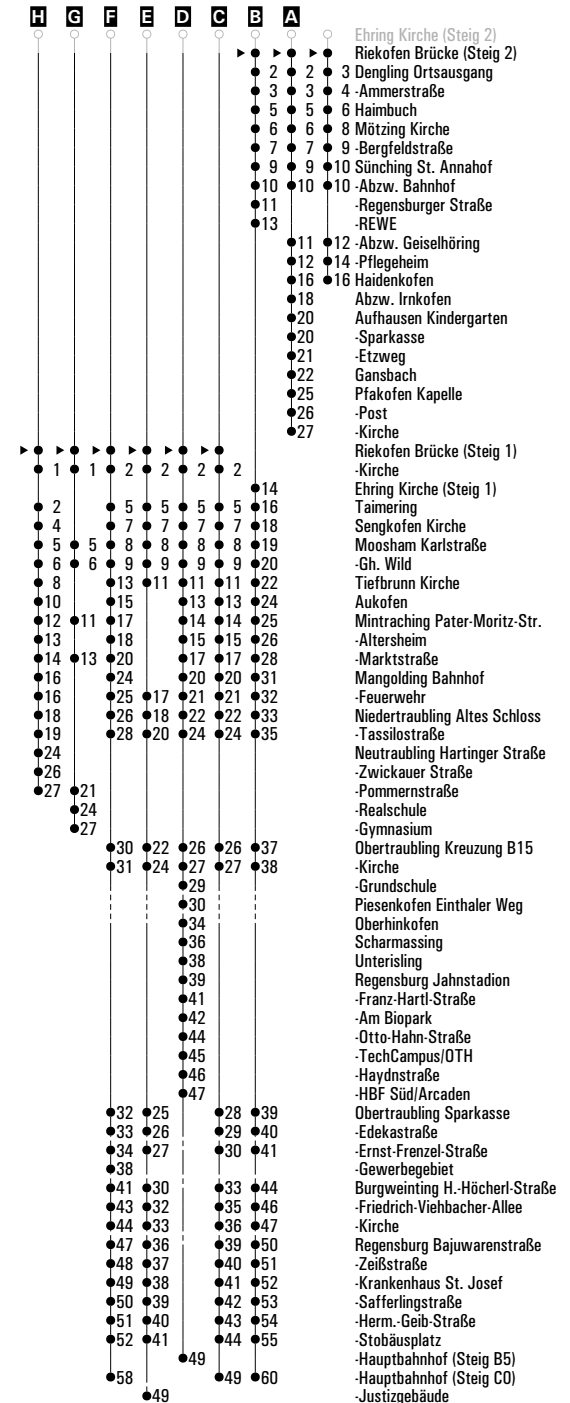 H G F E D C B A
Ehring Kirche (Steig 2)
Riekofen Brücke (Steig 2)
2 2 3 Dengling Ortsausgang
3 3 4 -Ammerstraße
5 5 6 Haimbuch
6 6 8 Mötzing Kirche
7 7 9 -Bergfeldstraße
9 9 10 Sünching St. Annahof
10 10 10 -Abzw. Bahnhof
11 -Regensburger Straße
13 -REWE
11 12 -Abzw. Geiselhöring
12 14 -Pflegeheim
16 16 Haidenkofen
18 Abzw. Irnkofen
20 Aufhausen Kindergarten
20 -Sparkasse
21 -Etzweg
22 Gansbach
25 Pfakofen Kapelle
26 -Post
27 -Kirche
Riekofen Brücke (Steig 1)
1 1 2 2 2 2 -Kirche
14 Ehring Kirche (Steig 1)
2 5 5 5 5 16 Taimering
4 7 7 7 7 18 Sengkofen Kirche
5 5 8 8 8 8 19 Moosham Karlstraße
6 6 9 9 9 9 20 -Gh. Wild
8 13 11 11 11 22 Tiefbrunn Kirche
10 15 13 13 24 Aukofen
12 11 17 14 14 25 Mintraching Pater-Moritz-Str.
13 18 15 15 26 -Altersheim
14 13 20 17 17 28 -Marktstraße
16 24 20 20 31 Mangolding Bahnhof
16 25 17 21 21 32 -Feuerwehr
18 26 18 22 22 33 Niedertraubling Altes Schloss
19 28 20 24 24 35 -Tassilostraße
24 Neutraubling Hartinger Straße
26 -Zwickauer Straße
27 21 -Pommernstraße
24 -Realschule
27 -Gymnasium
30 22 26 26 37 Obertraubling Kreuzung B15
31 24 27 27 38 -Kirche
29 -Grundschule
30 Piesenkofen Einthaler Weg
34 Oberhinkofen
36 Scharmassing
38 Unterisling
39 Regensburg Jahnstadion
41 -Franz-Hartl-Straße
42 -Am Biopark
44 -Otto-Hahn-Straße
45 -TechCampus/OTH
46 -Haydnstraße
47 -HBF Süd/Arcaden
32 25 28 39 Obertraubling Sparkasse
33 26 29 40 -Edekastraße
34 27 30 41 -Ernst-Frenzel-Straße
38 -Gewerbegebiet
41 30 33 44 Burgweinting H.-Höcherl-Straße
43 32 35 46 -Friedrich-Viehbacher-Allee
44 33 36 47 -Kirche
47 36 39 50 Regensburg Bajuwarenstraße
48 37 40 51 -Zeißstraße
49 38 41 52 -Krankenhaus St. Josef
50 39 42 53 -Safferlingstraße
51 40 43 54 -Herm.-Geib-Straße
52 41 44 55 -Stobäusplatz
49 -Hauptbahnhof (Steig B5)
58 49 60 -Hauptbahnhof (Steig C0)
49 -Justizgebäude